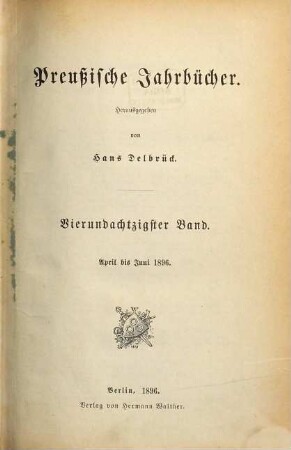 Preußische Jahrbücher.
Herausgegeben
von
Hans Delbrück.
Vierundachtzigster Band.
April bis Juni 1896.
Berlin, 1896.
Verlag von Hermann Walther.